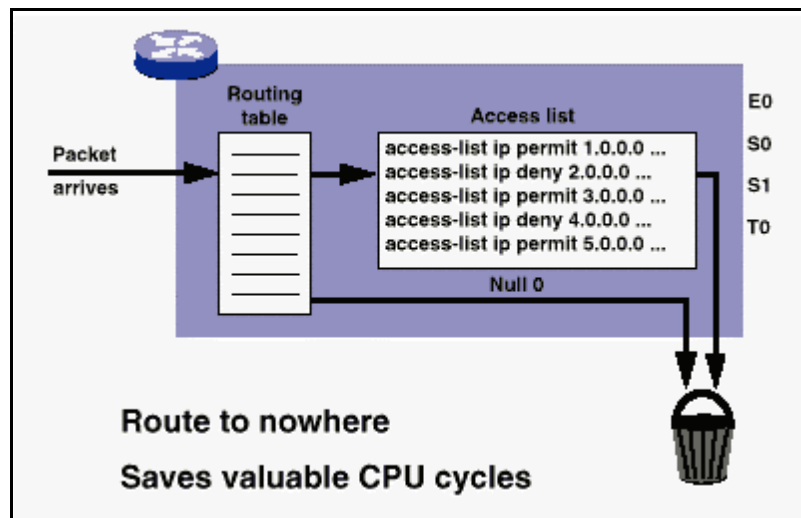 Routing
table
Access list
E0
S0
S1
T0
Packet
arrives
access-list ip permit 1.0.0.0 ...
access-list ip deny 2.0.0.0 ...
access-list ip permit 3.0.0.0 ...
access-list ip deny 4.0.0.0 ...
access-list ip permit 5.0.0.0 ...
Null 0
Route to nowhere
Saves valuable CPU cycles